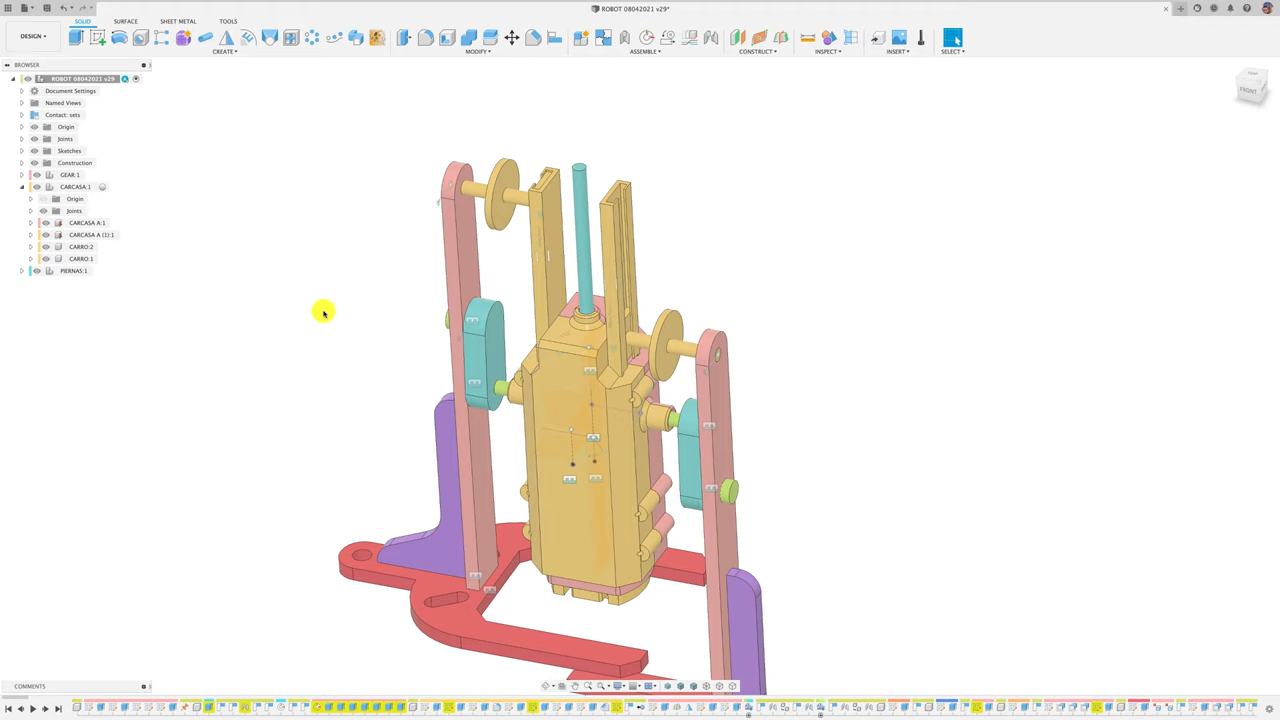 ROBOT 08042021 v29*
DESIGN
SOLID SURFACE SHEET METAL TOOLS
CREATE MODIFY ASSEMBLE CONSTRUCT INSPECT INSERT SELECT
BROWSER
ROBOT 08042021 v29
Document Settings
Named Views
Contact: sets
Origin
Joints
Sketches
Construction
GEAR:1
CARCASA:1
Origin
Joints
CARCASA A:1
CARCASA A (1):1
CARRO:2
CARRO:1
PIERNAS:1
FRONT
COMMENTS